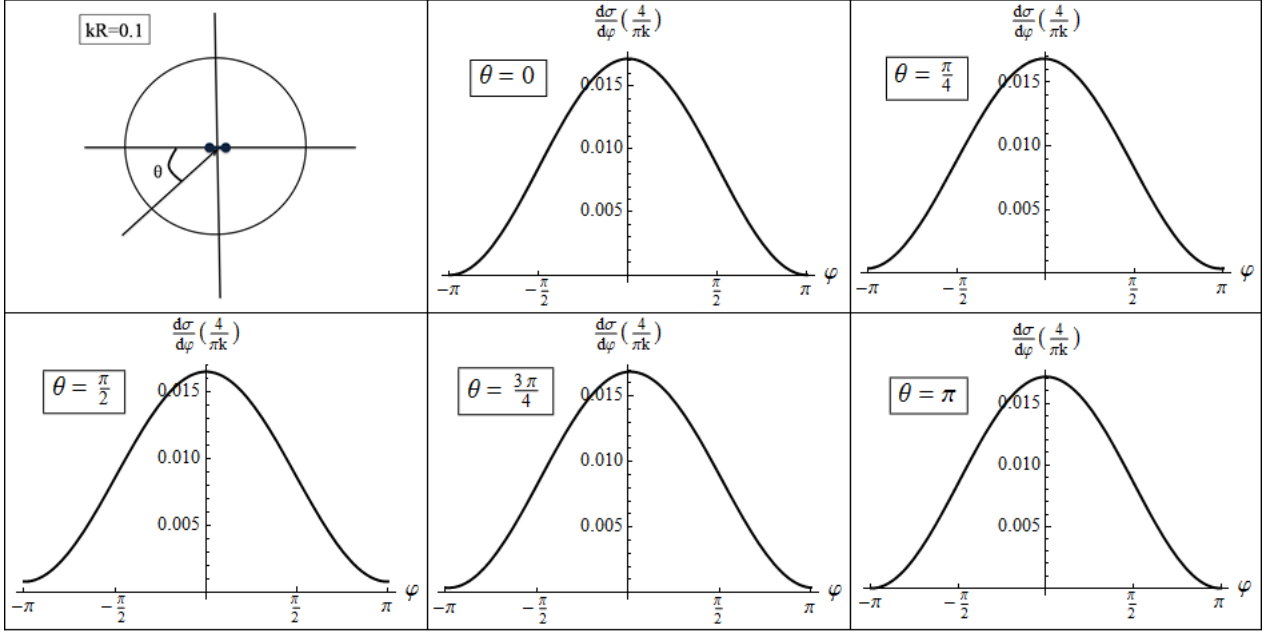 kR=0.1
θ
dσ/dφ (4/πk)
θ = 0
0.015
0.010
0.005
−π
−π/2
π/2
π
φ
dσ/dφ (4/πk)
θ = π/4
0.015
0.010
0.005
−π
−π/2
π/2
π
φ
dσ/dφ (4/πk)
θ = π/2
0.015
0.010
0.005
−π
−π/2
π/2
π
φ
dσ/dφ (4/πk)
θ = 3π/4
0.015
0.010
0.005
−π
−π/2
π/2
π
φ
dσ/dφ (4/πk)
θ = π
0.015
0.010
0.005
−π
−π/2
π/2
π
φ